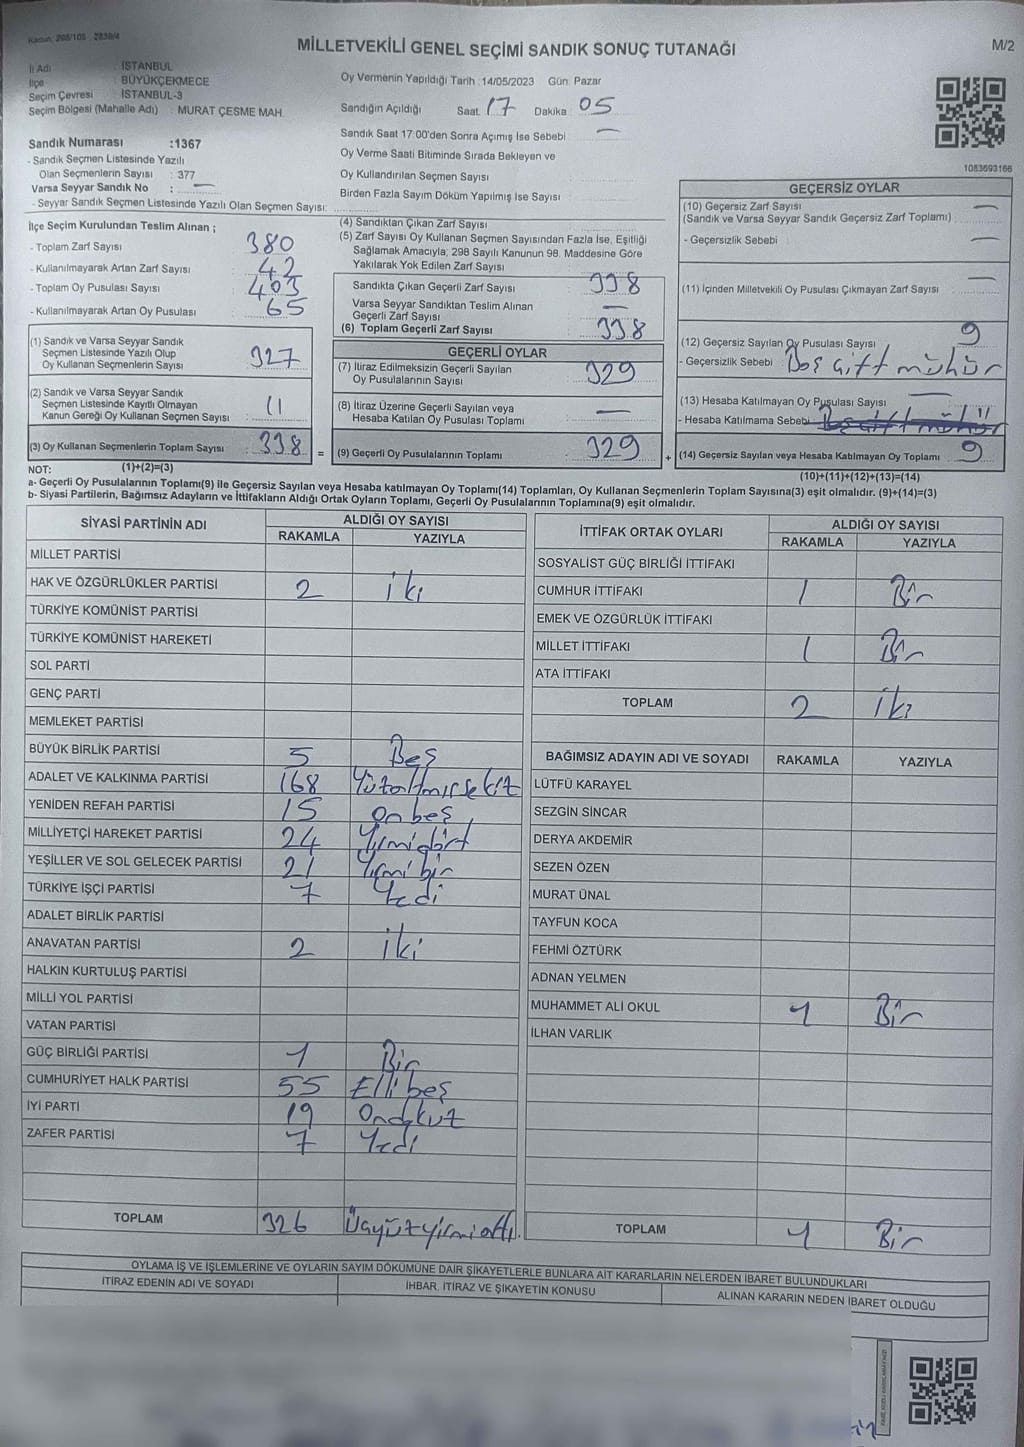 Kanun: 298/105 2839/4
MİLLETVEKİLİ GENEL SEÇİMİ SANDIK SONUÇ TUTANAĞI
M/2
İl Adı : İSTANBUL
İlçe : BÜYÜKÇEKMECE
Seçim Çevresi : İSTANBUL-3
Seçim Bölgesi (Mahalle Adı) : MURAT ÇESME MAH.
Oy Vermenin Yapıldığı Tarih :14/05/2023 Gün: Pazar
Sandığın Açıldığı Saat 17 Dakika 05
Sandık Saat 17:00'den Sonra Açımış İse Sebebi —
Oy Verme Saati Bitiminde Sırada Bekleyen ve
Oy Kullandırılan Seçmen Sayısı
Birden Fazla Sayım Döküm Yapılmış İse Sayısı
1083693166
Sandık Numarası :1367
- Sandık Seçmen Listesinde Yazılı
Olan Seçmenlerin Sayısı : 377
Varsa Seyyar Sandık No : —
- Seyyar Sandık Seçmen Listesinde Yazılı Olan Seçmen Sayısı:
İlçe Seçim Kurulundan Teslim Alınan ;
- Toplam Zarf Sayısı : 380
- Kullanılmayarak Artan Zarf Sayısı : 42
- Toplam Oy Pusulası Sayısı : 403
- Kullanılmayarak Artan Oy Pusulası : 65
(1) Sandık ve Varsa Seyyar Sandık
Seçmen Listesinde Yazılı Olup
Oy Kullanan Seçmenlerin Sayısı : 327
(2) Sandık ve Varsa Seyyar Sandık
Seçmen Listesinde Kayıtlı Olmayan
Kanun Gereği Oy Kullanan Seçmen Sayısı : 11
(3) Oy Kullanan Seçmenlerin Toplam Sayısı : 338
(1)+(2)=(3)
(4) Sandıktan Çıkan Zarf Sayısı
(5) Zarf Sayısı Oy Kullanan Seçmen Sayısından Fazla İse, Eşitliği
Sağlamak Amacıyla, 298 Sayılı Kanunun 98. Maddesine Göre
Yakılarak Yok Edilen Zarf Sayısı
Sandıkta Çıkan Geçerli Zarf Sayısı : 338
Varsa Seyyar Sandıktan Teslim Alınan
Geçerli Zarf Sayısı : —
(6) Toplam Geçerli Zarf Sayısı : 338
GEÇERLİ OYLAR
(7) İtiraz Edilmeksizin Geçerli Sayılan
Oy Pusulalarının Sayısı : 329
(8) İtiraz Üzerine Geçerli Sayılan veya
Hesaba Katılan Oy Pusulası Toplamı : —
= (9) Geçerli Oy Pusulalarının Toplamı : 329 +
GEÇERSİZ OYLAR
(10) Geçersiz Zarf Sayısı —
(Sandık ve Varsa Seyyar Sandık Geçersiz Zarf Toplamı)
- Geçersizlik Sebebi : —
(11) İçinden Milletvekili Oy Pusulası Çıkmayan Zarf Sayısı : —
(12) Geçersiz Sayılan Oy Pusulası Sayısı : 9
- Geçersizlik Sebebi : Boş çift mühür
(13) Hesaba Katılmayan Oy Pusulası Sayısı : —
- Hesaba Katılmama Sebebi
(14) Geçersiz Sayılan veya Hesaba Katılmayan Oy Toplamı : 9
(10)+(11)+(12)+(13)=(14)
NOT:
a- Geçerli Oy Pusulalarının Toplamı(9) ile Geçersiz Sayılan veya Hesaba katılmayan Oy Toplamı(14) Toplamları, Oy Kullanan Seçmenlerin Toplam Sayısına(3) eşit olmalıdır. (9)+(14)=(3)
b- Siyasi Partilerin, Bağımsız Adayların ve İttifakların Aldığı Ortak Oyların Toplamı, Geçerli Oy Pusulalarının Toplamına(9) eşit olmalıdır.
SİYASİ PARTİNİN ADI ALDIĞI OY SAYISI
RAKAMLA YAZIYLA
MİLLET PARTİSİ
HAK VE ÖZGÜRLÜKLER PARTİSİ 2 iki
TÜRKİYE KOMÜNİST PARTİSİ
TÜRKİYE KOMÜNİST HAREKETİ
SOL PARTİ
GENÇ PARTİ
MEMLEKET PARTİSİ
BÜYÜK BİRLİK PARTİSİ 5 Beş
ADALET VE KALKINMA PARTİSİ 168 Yüzaltmışsekiz
YENİDEN REFAH PARTİSİ 15 onbeş
MİLLİYETÇİ HAREKET PARTİSİ 24 Yirmidört
YEŞİLLER VE SOL GELECEK PARTİSİ 21 Yirmi bir
TÜRKİYE İŞÇİ PARTİSİ 7 Yedi
ADALET BİRLİK PARTİSİ
ANAVATAN PARTİSİ 2 iki
HALKIN KURTULUŞ PARTİSİ
MİLLİ YOL PARTİSİ
VATAN PARTİSİ
GÜÇ BİRLİĞİ PARTİSİ 1 Bir
CUMHURİYET HALK PARTİSİ 55 Elli beş
İYİ PARTİ 19 Ondokuz
ZAFER PARTİSİ 7 Yedi
TOPLAM 326 Üçyüzyirmialtı.
İTTİFAK ORTAK OYLARI ALDIĞI OY SAYISI
RAKAMLA YAZIYLA
SOSYALİST GÜÇ BİRLİĞİ İTTİFAKI
CUMHUR İTTİFAKI 1 Bir
EMEK VE ÖZGÜRLÜK İTTİFAKI
MİLLET İTTİFAKI 1 Bir
ATA İTTİFAKI
TOPLAM 2 iki
BAĞIMSIZ ADAYIN ADI VE SOYADI RAKAMLA YAZIYLA
LÜTFÜ KARAYEL
SEZGİN SİNCAR
DERYA AKDEMİR
SEZEN ÖZEN
MURAT ÜNAL
TAYFUN KOCA
FEHMİ ÖZTÜRK
ADNAN YELMEN
MUHAMMET ALİ OKUL 1 Bir
İLHAN VARLIK
TOPLAM 1 Bir
OYLAMA İŞ VE İŞLEMLERİNE VE OYLARIN SAYIM DÖKÜMÜNE DAİR ŞİKAYETLERLE BUNLARA AİT KARARLARIN NELERDEN İBARET BULUNDUKLARI
İTİRAZ EDENİN ADI VE SOYADI İHBAR, İTİRAZ VE ŞİKAYETİN KONUSU ALINAN KARARIN NEDEN İBARET OLDUĞU